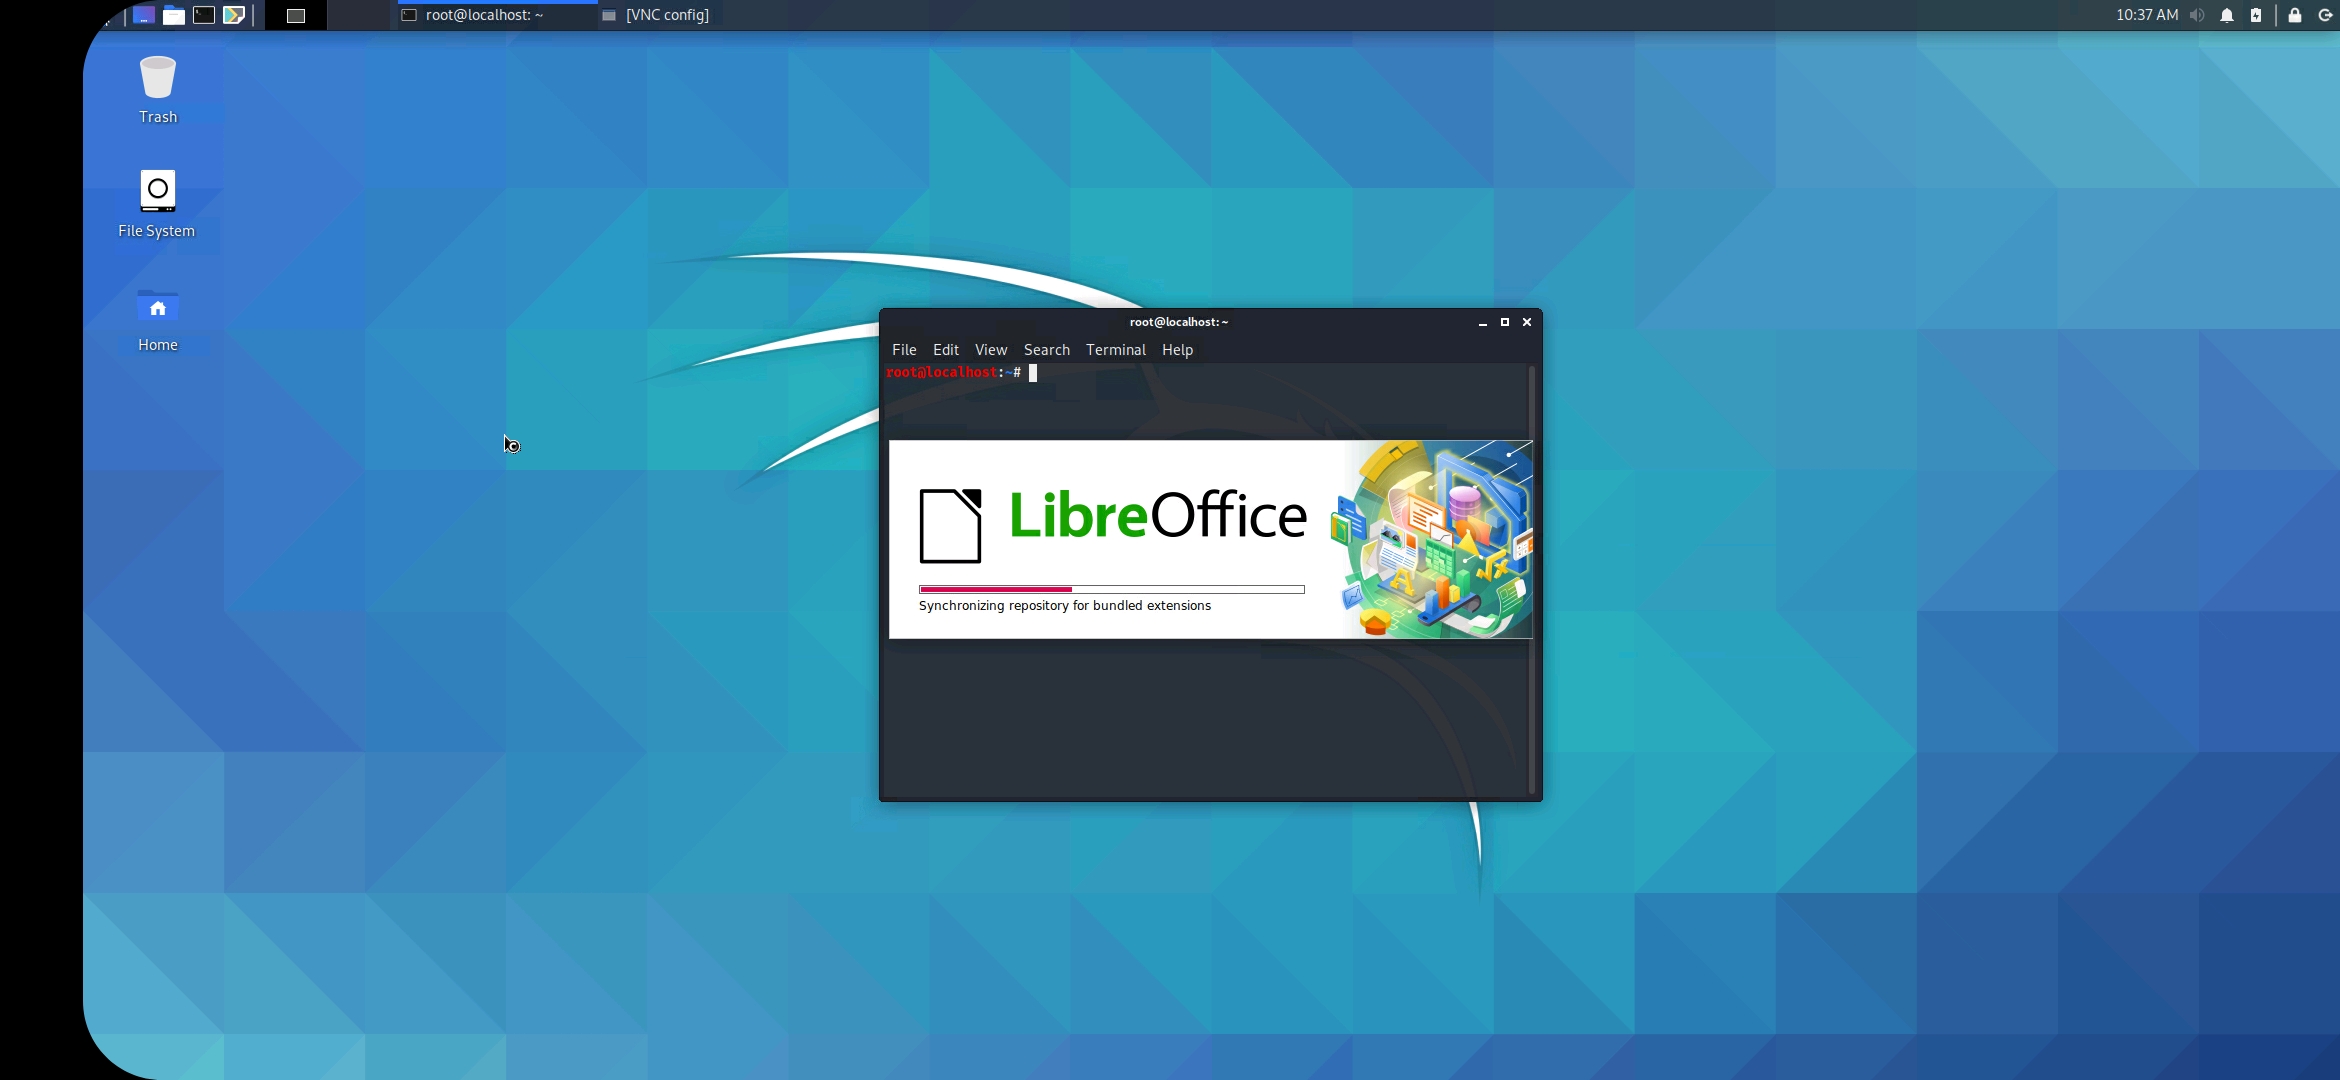 root@localhost: ~
[VNC config]
10:37 AM
Trash
File System
Home
root@localhost: ~
File Edit View Search Terminal Help
root@localhost:~#
LibreOffice
Synchronizing repository for bundled extensions